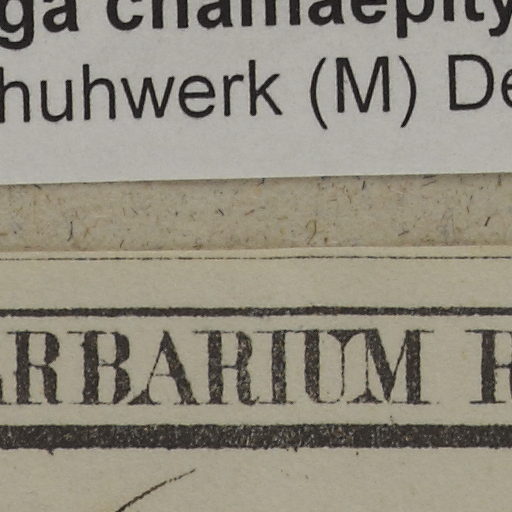 ga chamaepity
huhwerk (M) De
ARBARIUM R